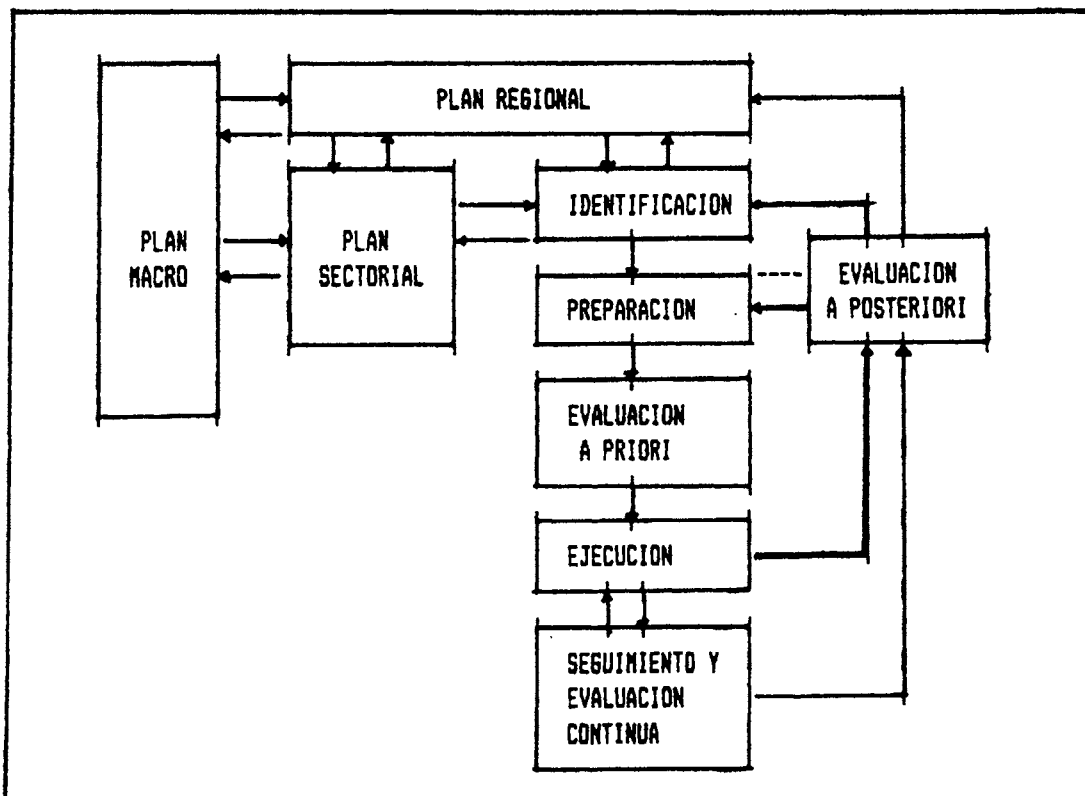 PLAN REGIONAL
PLAN
MACRO
PLAN
SECTORIAL
IDENTIFICACION
PREPARACION
EVALUACION
A POSTERIORI
EVALUACION
A PRIORI
EJECUCION
SEGUIMIENTO Y
EVALUACION
CONTINUA